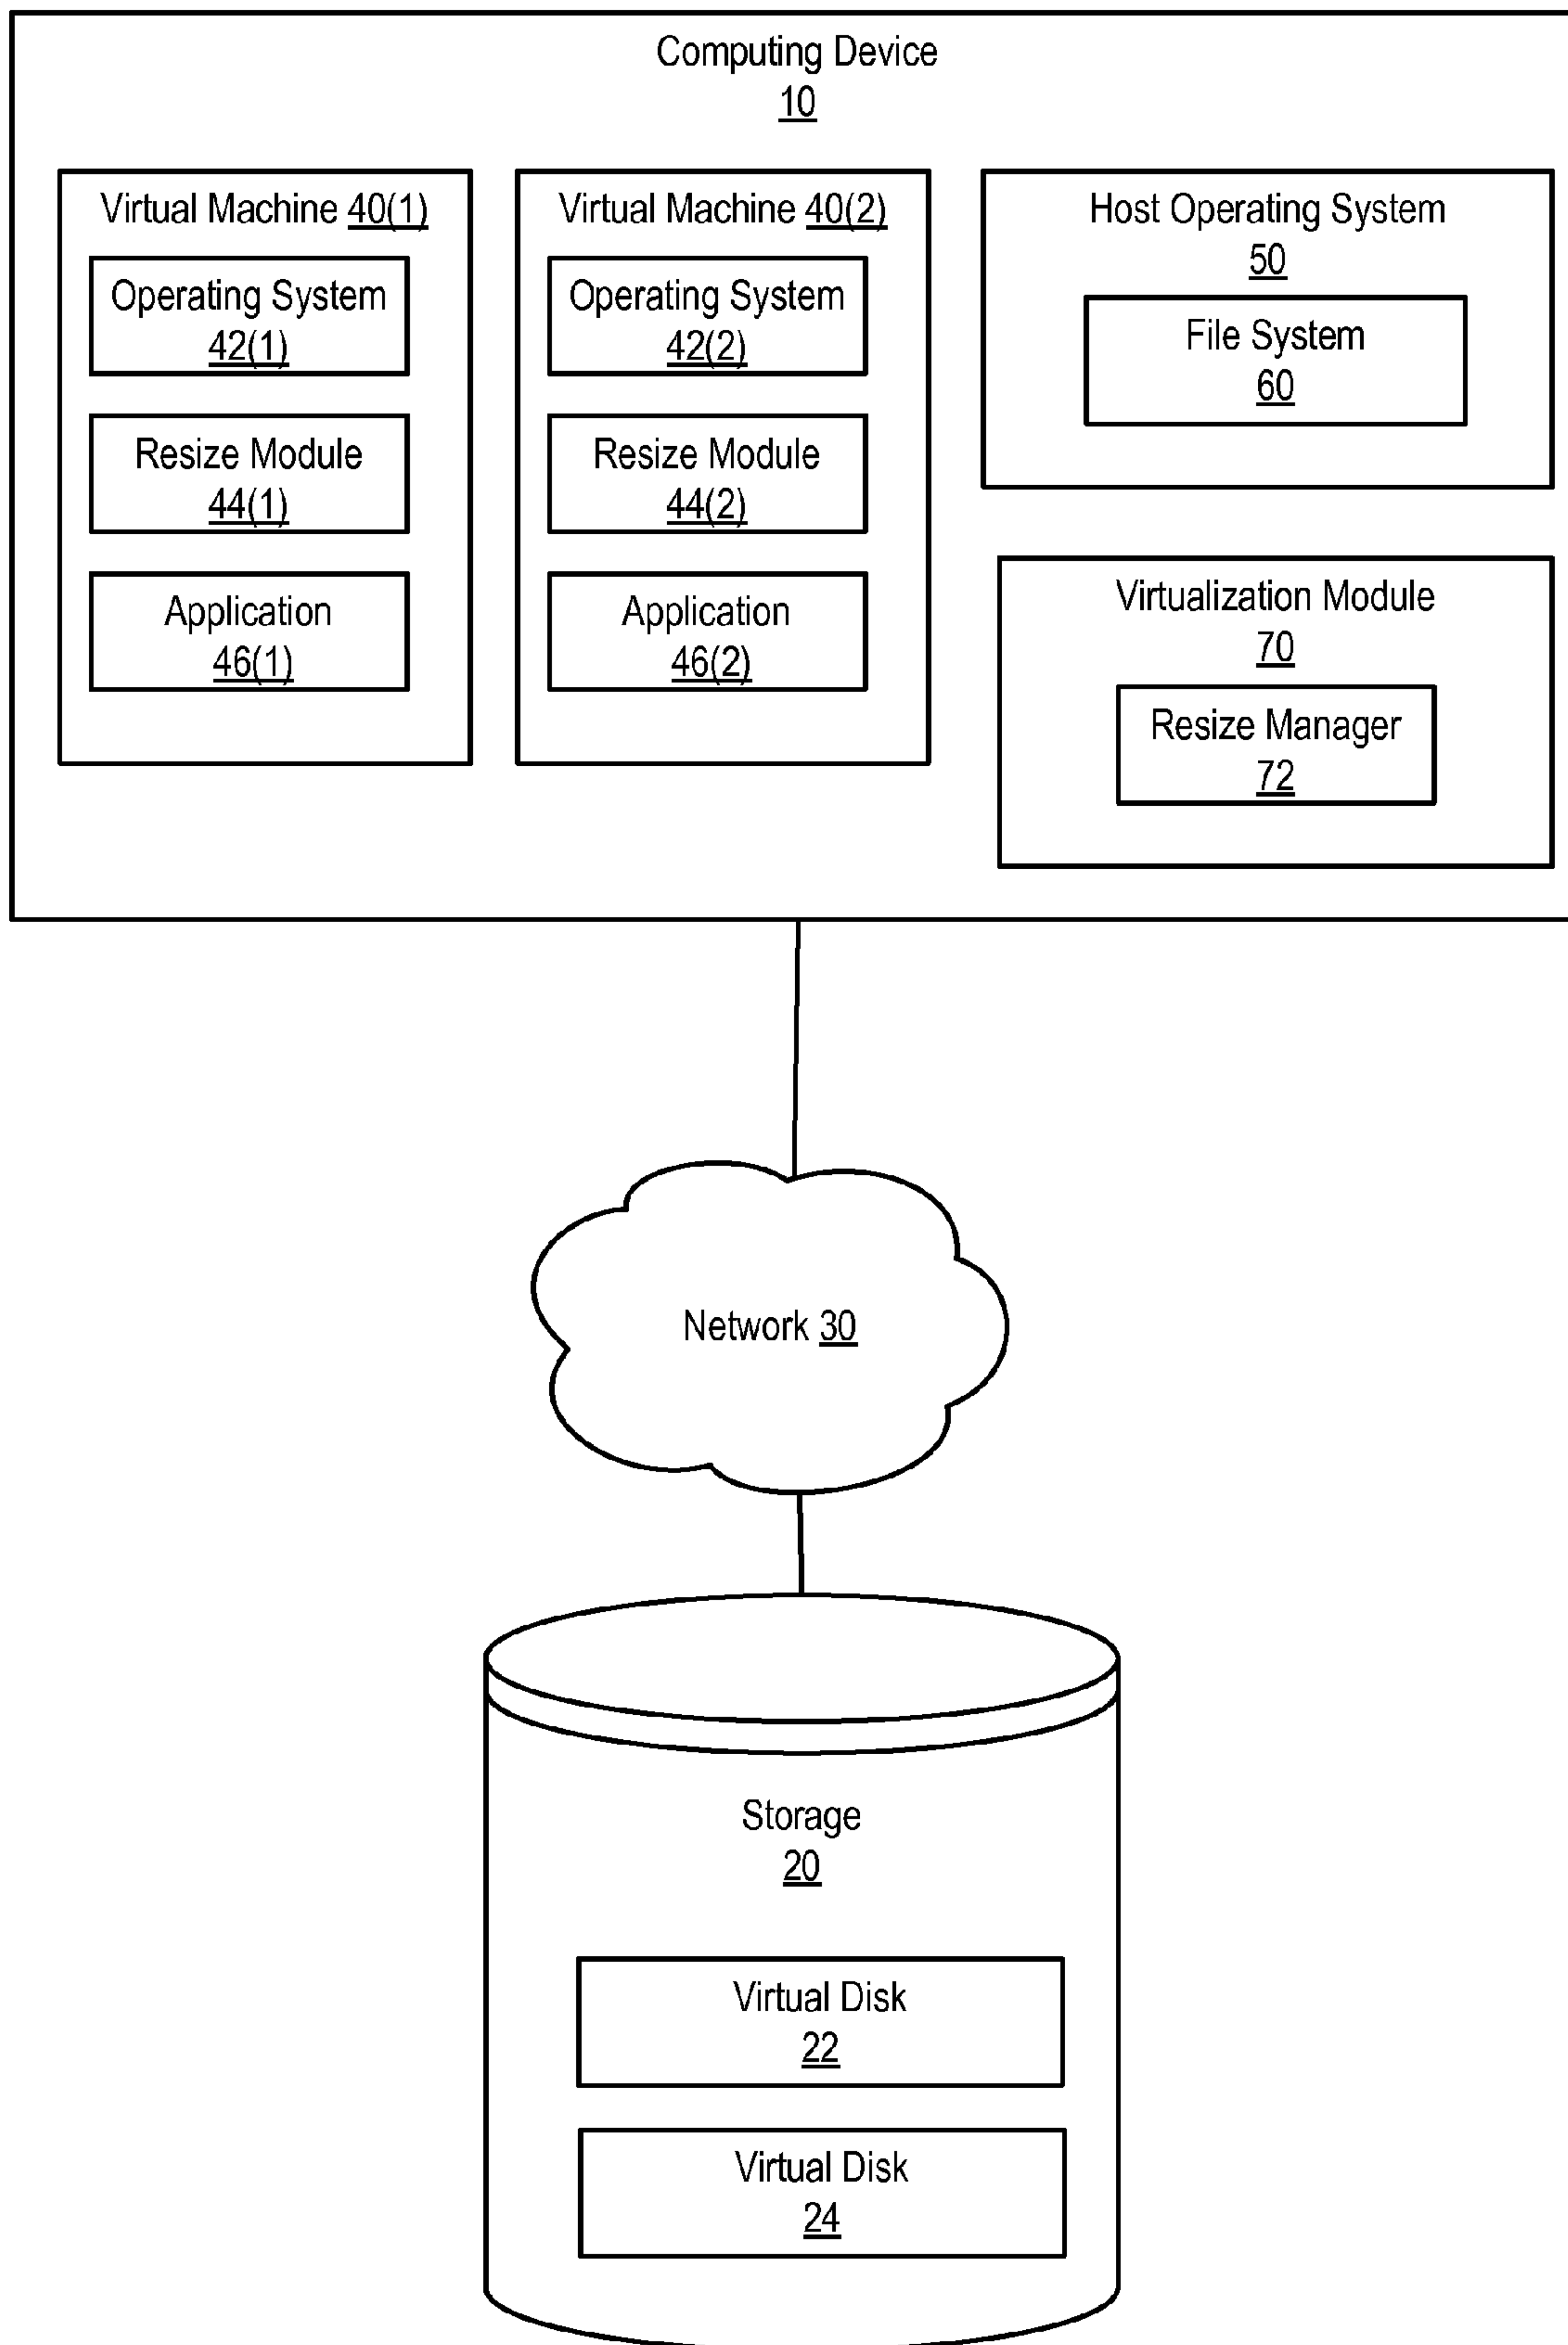 Computing Device
10
Virtual Machine 40(1)
Operating System
42(1)
Resize Module
44(1)
Application
46(1)
Virtual Machine 40(2)
Operating System
42(2)
Resize Module
44(2)
Application
46(2)
Host Operating System
50
File System
60
Virtualization Module
70
Resize Manager
72
Network 30
Storage
20
Virtual Disk
22
Virtual Disk
24